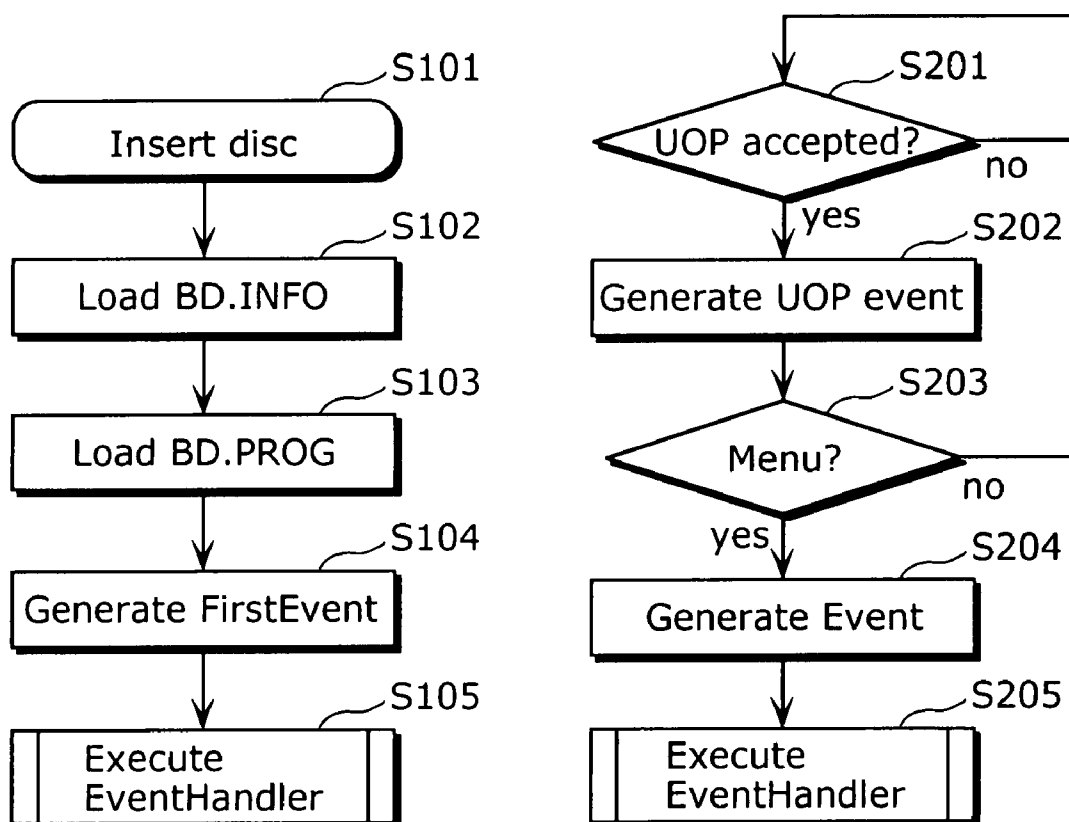 S101
Insert disc
S102
Load BD.INFO
S103
Load BD.PROG
S104
Generate FirstEvent
S105
Execute
EventHandler
S201
UOP accepted?
no
yes
S202
Generate UOP event
S203
Menu?
no
yes
S204
Generate Event
S205
Execute
EventHandler